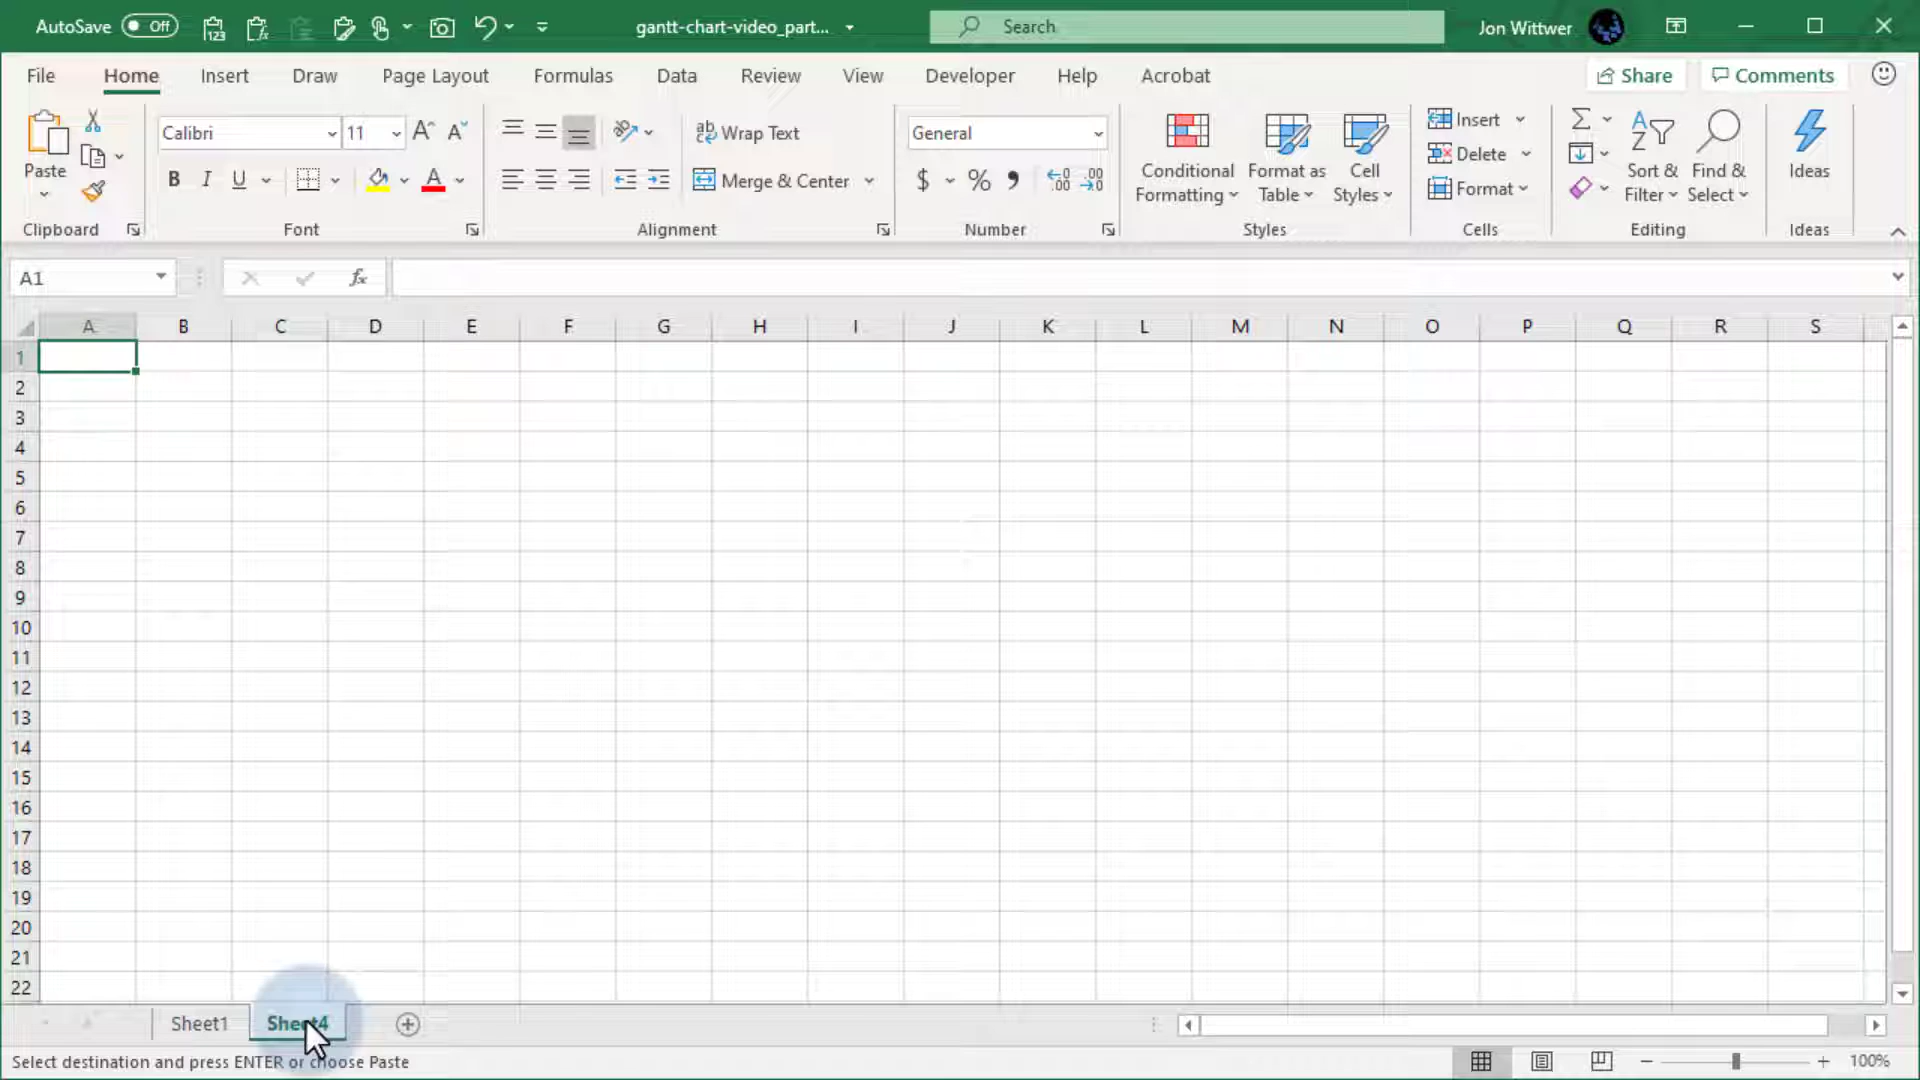 AutoSave Off gantt-chart-video_part... Search Jon Wittwer
File Home Insert Draw Page Layout Formulas Data Review View Developer Help Acrobat Share Comments
Calibri 11 Wrap Text General Insert
Paste B I U A Merge & Center $ % Conditional Formatting Format as Table Cell Styles Delete Sort & Filter Find & Select Ideas
Format
Clipboard Font Alignment Number Styles Cells Editing Ideas
A1 fx
A B C D E F G H I J K L M N O P Q R S
1
2
3
4
5
6
7
8
9
10
11
12
13
14
15
16
17
18
19
20
21
22
Sheet1 Sheet4
Select destination and press ENTER or choose Paste 100%